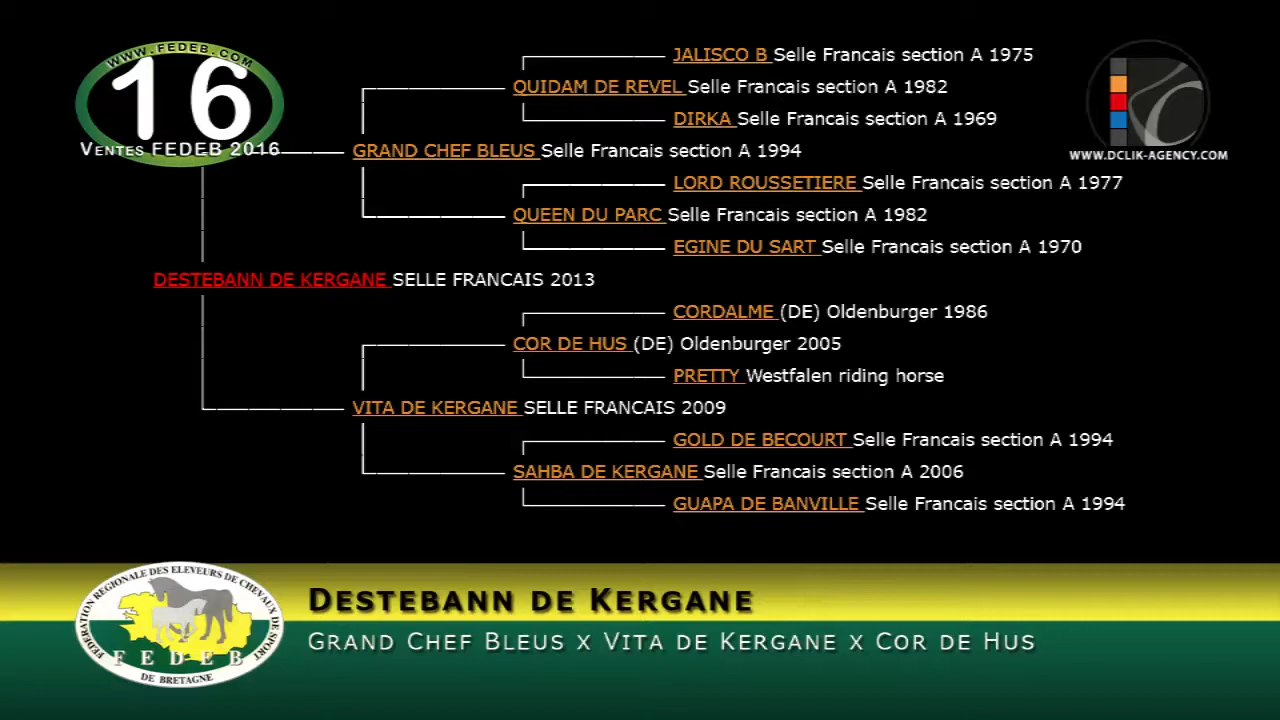 WWW.FEDEB.COM
16
VENTES FEDEB 2016
JALISCO B Selle Francais section A 1975
QUIDAM DE REVEL Selle Francais section A 1982
DIRKA Selle Francais section A 1969
GRAND CHEF BLEUS Selle Francais section A 1994
WWW.DCLIK-AGENCY.COM
LORD ROUSSETIERE Selle Francais section A 1977
QUEEN DU PARC Selle Francais section A 1982
EGINE DU SART Selle Francais section A 1970
DESTEBANN DE KERGANE SELLE FRANCAIS 2013
CORDALME (DE) Oldenburger 1986
COR DE HUS (DE) Oldenburger 2005
PRETTY Westfalen riding horse
VITA DE KERGANE SELLE FRANCAIS 2009
GOLD DE BECOURT Selle Francais section A 1994
SAHBA DE KERGANE Selle Francais section A 2006
GUAPA DE BANVILLE Selle Francais section A 1994
FEDERATION REGIONALE DES ELEVEURS DE CHEVAUX DE SPORT
FEDEB
DE BRETAGNE
DESTEBANN DE KERGANE
GRAND CHEF BLEUS X VITA DE KERGANE X COR DE HUS